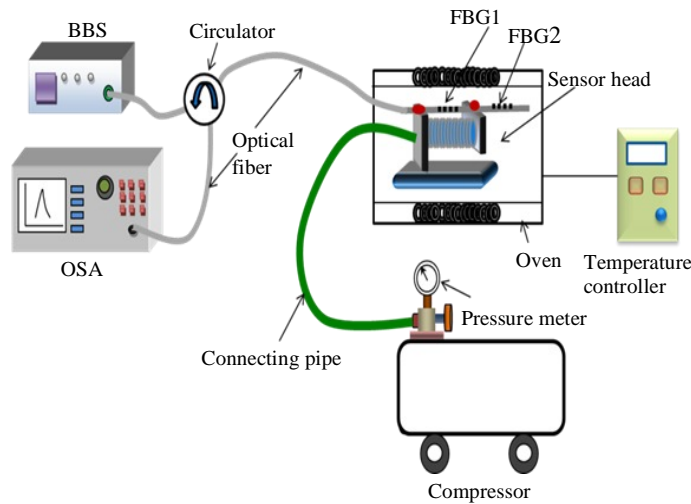 BBS
Circulator
FBG1
FBG2
Sensor head
Optical
fiber
OSA
Oven
Temperature
controller
Pressure meter
Connecting pipe
Compressor